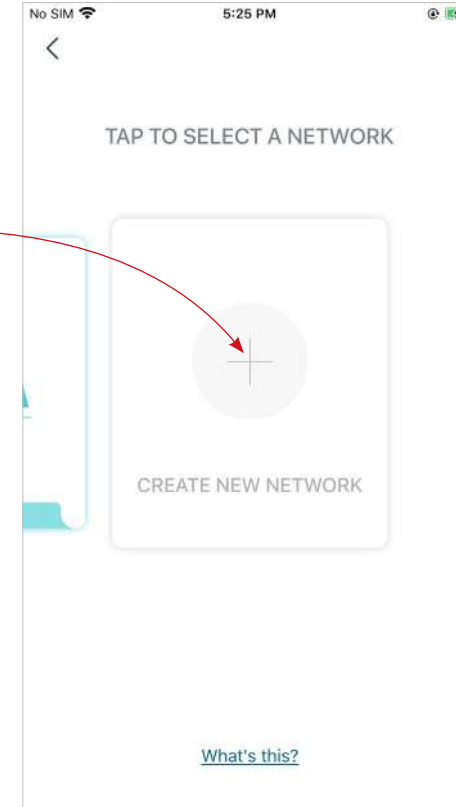 No SIM 5:25 PM
TAP TO SELECT A NETWORK
CREATE NEW NETWORK
What's this?